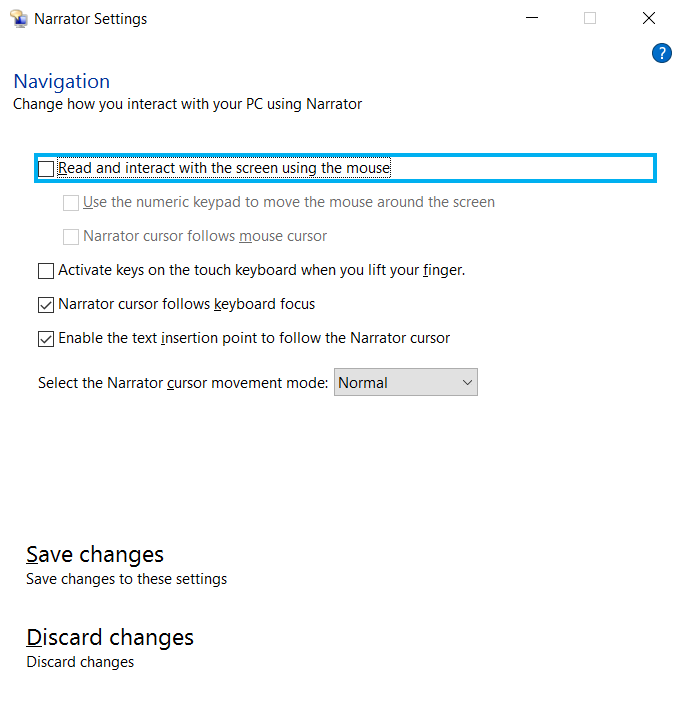 Narrator Settings
?
Navigation
Change how you interact with your PC using Narrator
Read and interact with the screen using the mouse
Use the numeric keypad to move the mouse around the screen
Narrator cursor follows mouse cursor
Activate keys on the touch keyboard when you lift your finger.
Narrator cursor follows keyboard focus
Enable the text insertion point to follow the Narrator cursor
Select the Narrator cursor movement mode: Normal
Save changes
Save changes to these settings
Discard changes
Discard changes